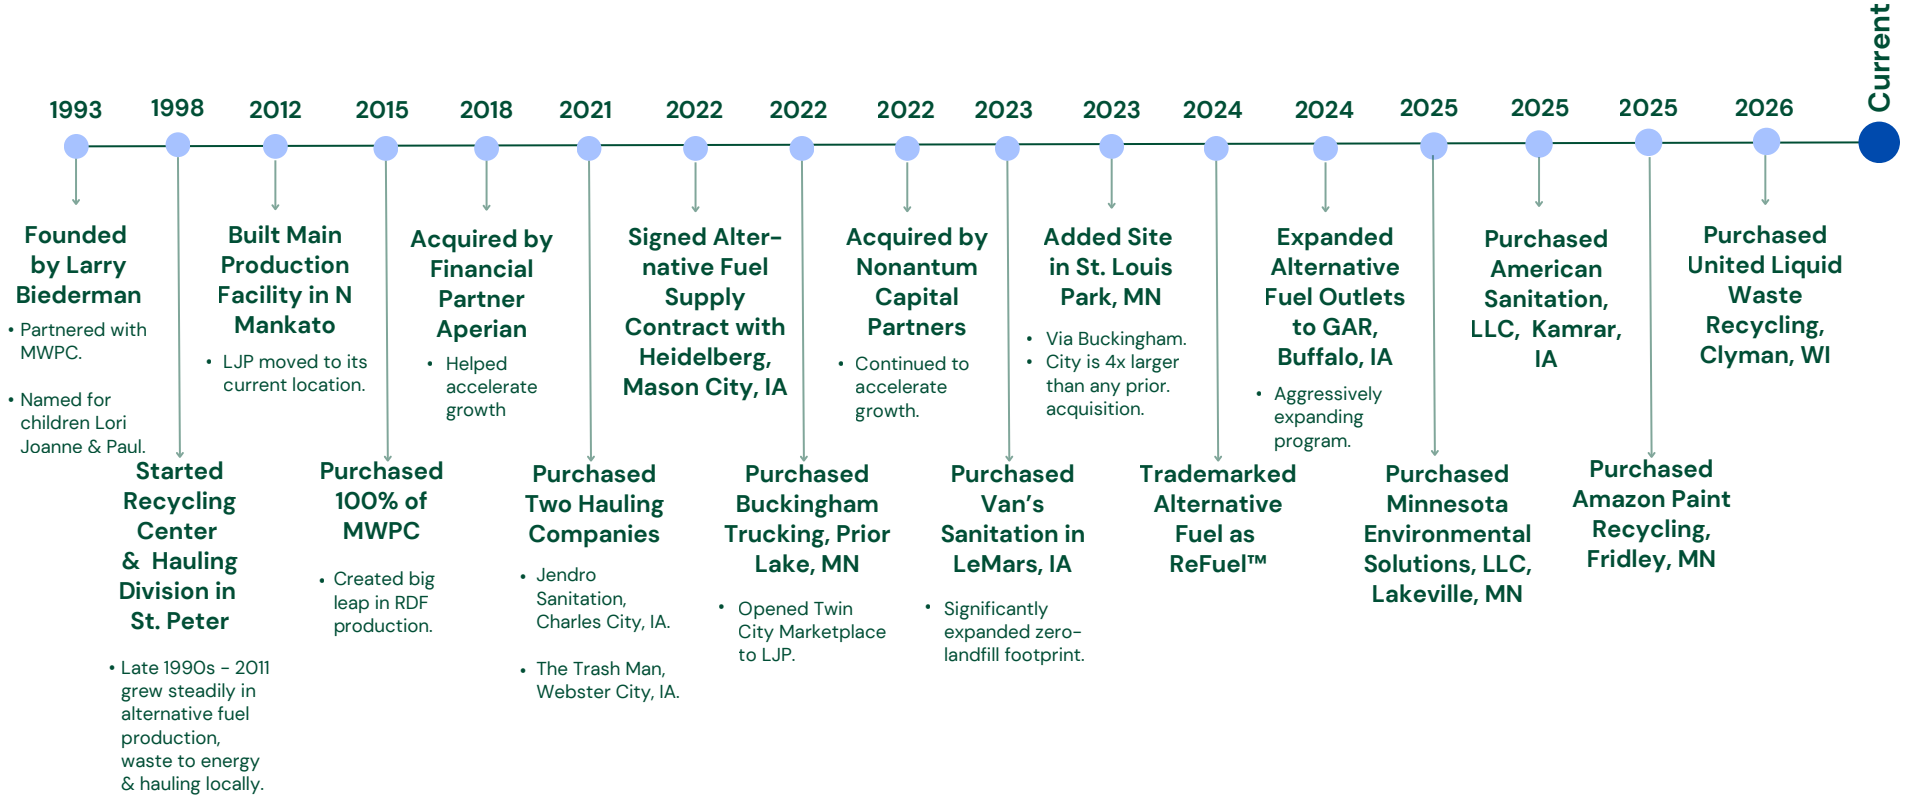 Current
1993
1998
2012
2015
2018
2021
2022
2022
2022
2023
2023
2024
2024
2025
2025
2025
2026
Founded
by Larry
Biederman
• Partnered with
MWPC.
• Named for
children Lori
Joanne & Paul.
Started
Recycling
Center
& Hauling
Division in
St. Peter
• Late 1990s - 2011
grew steadily in
alternative fuel
production,
waste to energy
& hauling locally.
Built Main
Production
Facility in N
Mankato
• LJP moved to its
current location.
Purchased
100% of
MWPC
• Created big
leap in RDF
production.
Acquired by
Financial
Partner
Aperian
• Helped
accelerate
growth
Purchased
Two Hauling
Companies
• Jendro
Sanitation,
Charles City, IA.
• The Trash Man,
Webster City, IA.
Signed Alter-
native Fuel
Supply
Contract with
Heidelberg,
Mason City, IA
Purchased
Buckingham
Trucking, Prior
Lake, MN
• Opened Twin
City Marketplace
to LJP.
Acquired by
Nonantum
Capital
Partners
• Continued to
accelerate
growth.
Purchased
Van's
Sanitation in
LeMars, IA
• Significantly
expanded zero-
landfill footprint.
Added Site
in St. Louis
Park, MN
• Via Buckingham.
• City is 4x larger
than any prior.
acquisition.
Trademarked
Alternative
Fuel as
ReFuel™
Expanded
Alternative
Fuel Outlets
to GAR,
Buffalo, IA
• Aggressively
expanding
program.
Purchased
Minnesota
Environmental
Solutions, LLC,
Lakeville, MN
Purchased
American
Sanitation,
LLC, Kamrar,
IA
Purchased
Amazon Paint
Recycling,
Fridley, MN
Purchased
United Liquid
Waste
Recycling,
Clyman, WI